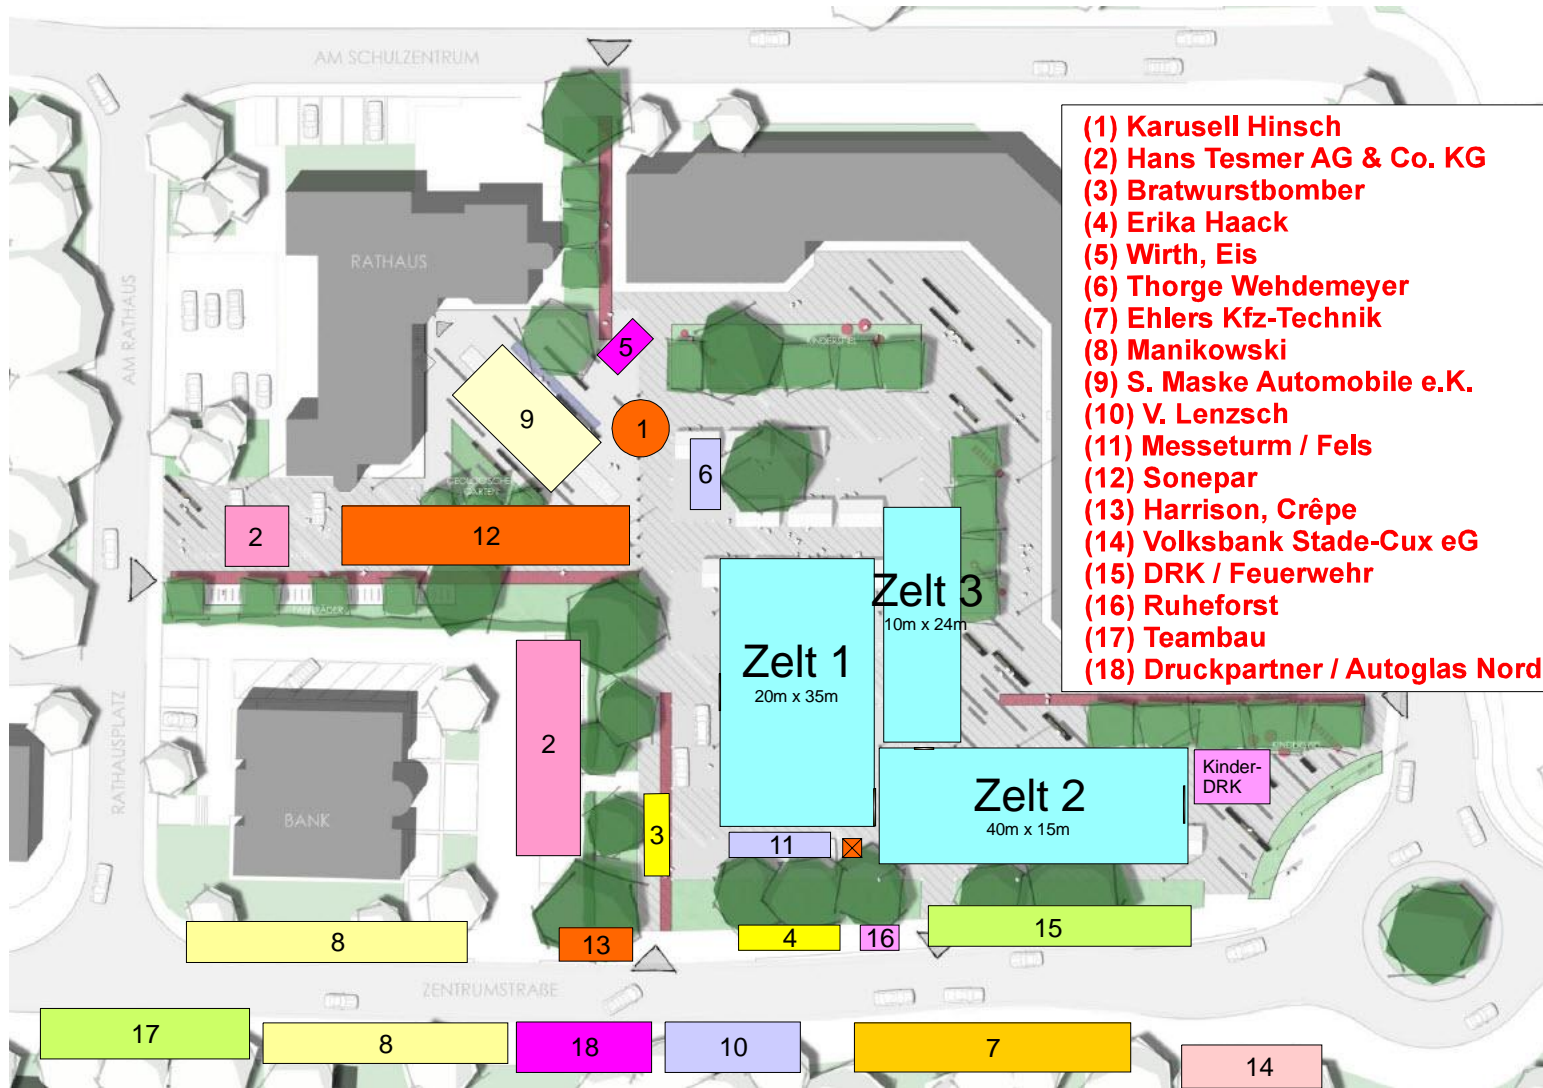 AM SCHULZENTRUM
(1) Karusell Hinsch
(2) Hans Tesmer AG & Co. KG
(3) Bratwurstbomber
(4) Erika Haack
(5) Wirth, Eis
(6) Thorge Wehdemeyer
(7) Ehlers Kfz-Technik
(8) Manikowski
(9) S. Maske Automobile e.K.
(10) V. Lenzsch
(11) Messeturm / Fels
(12) Sonepar
(13) Harrison, Crêpe
(14) Volksbank Stade-Cux eG
(15) DRK / Feuerwehr
(16) Ruheforst
(17) Teambau
(18) Druckpartner / Autoglas Nord
RATHAUS
AM RATHAUS
5
9
1
6
GEOLOGISCHER
GARTEN
2
12
Zelt 3
10m x 24m
FAHRRÄDER
Zelt 1
20m x 35m
RATHAUSPLATZ
2
Kinder-
DRK
Zelt 2
40m x 15m
BANK
3
11
8
13
4
16
15
ZENTRUMSTRAßE
17
8
18
10
7
14